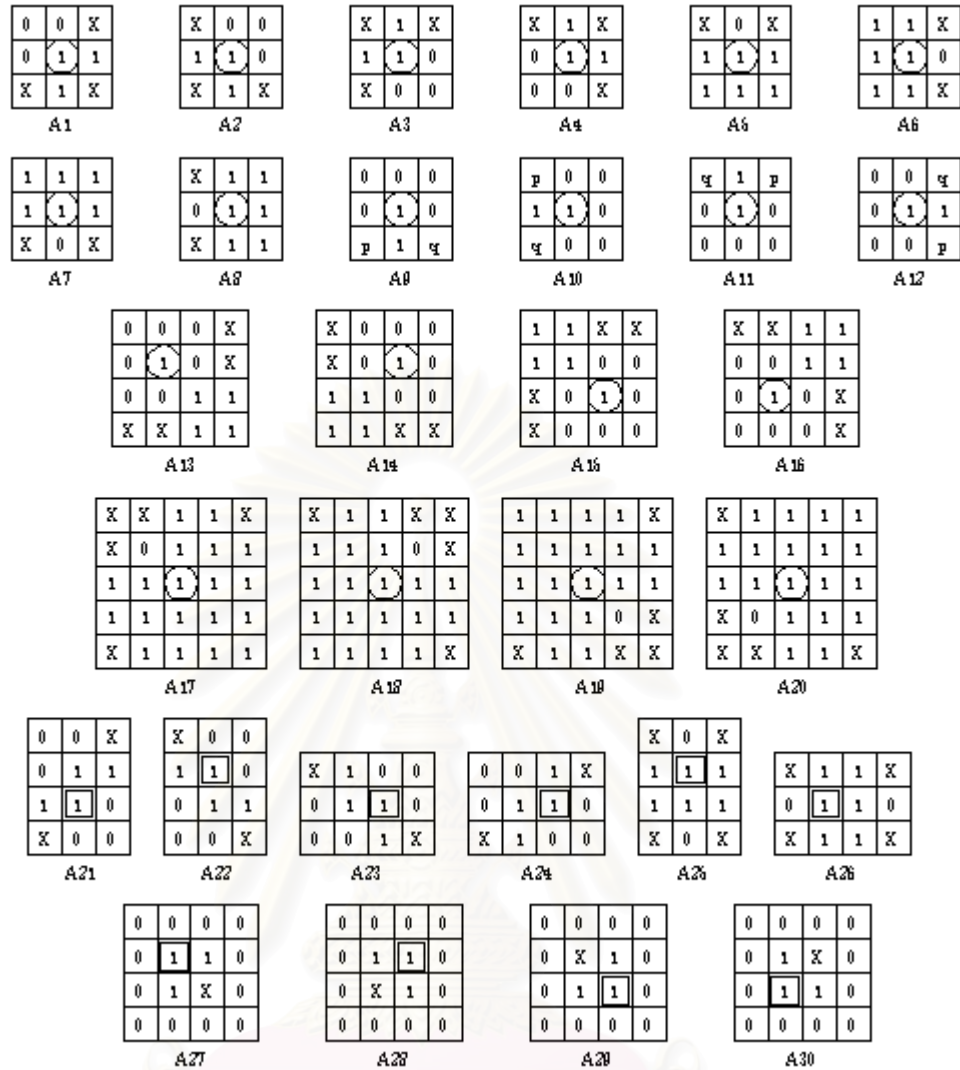 0 0 X X 0 0 X 1 X X 1 X X 0 X 1 1 X
0 1 1 1 1 0 1 1 0 0 1 1 1 1 1 1 1 0
X 1 X X 1 X X 0 0 0 0 X 1 1 1 1 1 X
A1 A2 A3 A4 A5 A6
1 1 1 X 1 1 0 0 0 p 0 0 q 1 p 0 0 q
1 1 1 0 1 1 0 1 0 1 1 0 0 1 0 0 1 1
X 0 X X 1 1 p 1 q q 0 0 0 0 0 0 0 p
A7 A8 A9 A10 A11 A12
0 0 0 X X 0 0 0 1 1 X X X X 1 1
0 1 0 X X 0 1 0 1 1 0 0 0 0 1 1
0 0 1 1 1 1 0 0 X 0 1 0 0 1 0 X
X X 1 1 1 1 X X X 0 0 0 0 0 0 X
A13 A14 A15 A16
X X 1 1 X X 1 1 X X 1 1 1 1 X X 1 1 1 1
X 0 1 1 1 1 1 1 0 X 1 1 1 1 1 1 1 1 1 1
1 1 1 1 1 1 1 1 1 1 1 1 1 1 1 1 1 1 1 1
1 1 1 1 1 1 1 1 1 1 1 1 1 0 X X 0 1 1 1
X 1 1 1 1 1 1 1 1 X X 1 1 X X X X 1 1 X
A17 A18 A19 A20
0 0 X X 0 0 X 0 X
0 1 1 1 1 0 X 1 0 0 0 0 1 X 1 1 1 X 1 1 X
1 1 0 0 1 1 0 1 1 0 0 1 1 0 1 1 1 0 1 1 0
X 0 0 0 0 X 0 0 1 X X 1 0 0 X 0 X X 1 1 X
A21 A22 A23 A24 A25 A26
0 0 0 0 0 0 0 0 0 0 0 0 0 0 0 0
0 1 1 0 0 1 1 0 0 X 1 0 0 1 X 0
0 1 X 0 0 X 1 0 0 1 1 0 0 1 1 0
0 0 0 0 0 0 0 0 0 0 0 0 0 0 0 0
A27 A28 A29 A30